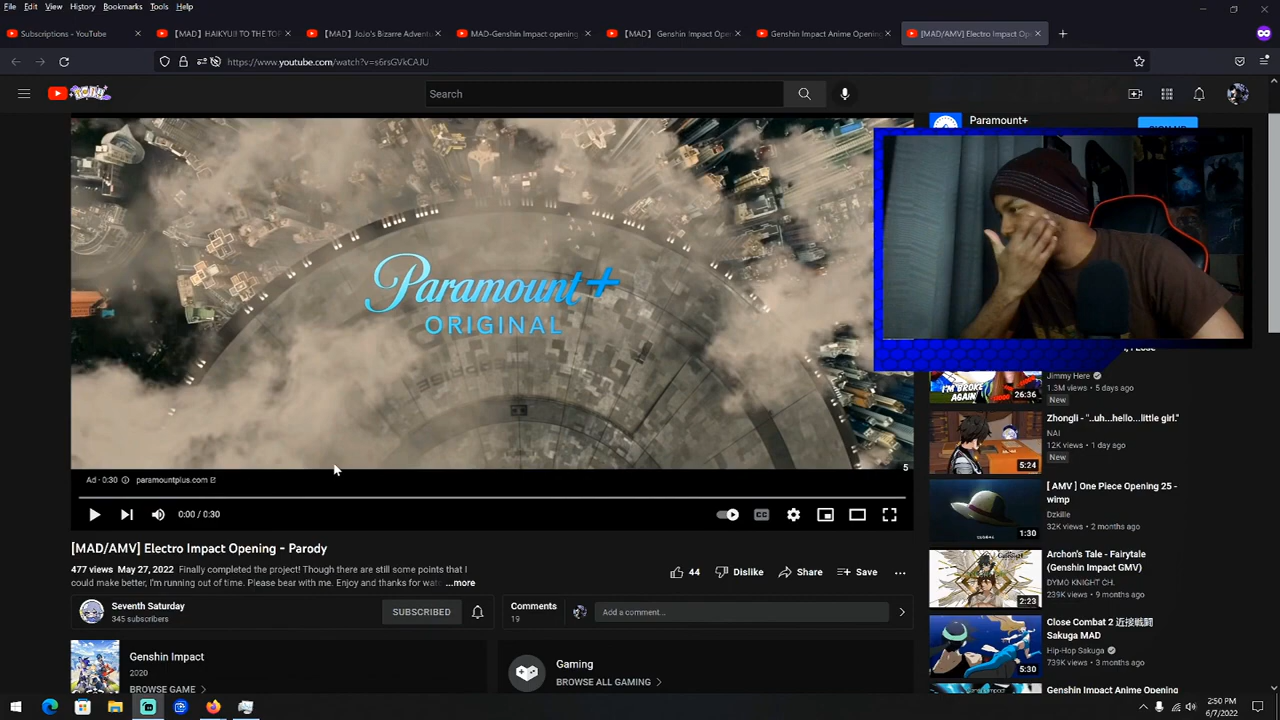 File Edit View History Bookmarks Tools Help
Subscriptions - YouTube
【MAD】HAIKYU!! TO THE TOP
【MAD】JoJo's Bizarre Adventu
MAD-Genshin Impact opening
【MAD】 Genshin Impact Ope
Genshin Impact Anime Opening
[MAD/AMV] Electro Impact Op
https://www.youtube.com/watch?v=s6rsGVkCAJU
Search
Paramount+
Paramount+
ORIGINAL
5
Ad · 0:30 paramountplus.com
0:00 / 0:30
CC
[MAD/AMV] Electro Impact Opening - Parody
477 views May 27, 2022 Finally completed the project! Though there are still some points that I
could make better, I'm running out of time. Please bear with me. Enjoy and thanks for wat ...more
44 Dislike Share Save
Seventh Saturday
345 subscribers
SUBSCRIBED
Comments
19
Add a comment...
Genshin Impact
2020
BROWSE GAME
Gaming
BROWSE ALL GAMING
Jimmy Here
1.3M views · 5 days ago
New
I'M BROKE
AGAIN!
26:36
Zhongli - "..uh...hello...little girl."
NAI
12K views · 1 day ago
New
5:24
[ AMV ] One Piece Opening 25 -
wimp
Dzkille
32K views · 2 months ago
1:30
Archon's Tale - Fairytale
(Genshin Impact GMV)
DYMO KNIGHT CH.
239K views · 9 months ago
2:23
Close Combat 2 近接戦闘
Sakuga MAD
Hip-Hop Sakuga
739K views · 3 months ago
5:30
Genshin Impact Anime Opening
2:50 PM
6/7/2022